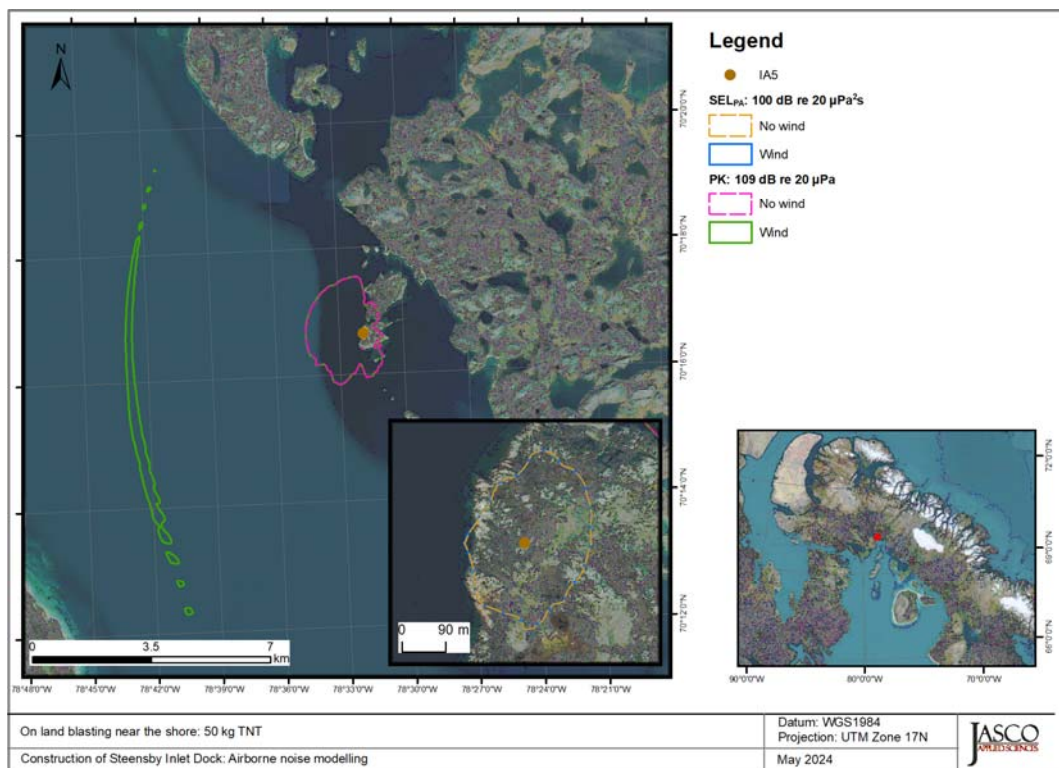 N
70°20'0"N
70°18'0"N
70°16'0"N
70°14'0"N
70°12'0"N
0 90 m
0 3.5 7
km
78°48'0"W 78°45'0"W 78°42'0"W 78°39'0"W 78°36'0"W 78°33'0"W 78°30'0"W 78°27'0"W 78°24'0"W 78°21'0"W
Legend
IA5
SELPA: 100 dB re 20 µPa²s
No wind
Wind
PK: 109 dB re 20 µPa
No wind
Wind
72°0'0"N
69°0'0"N
66°0'0"N
90°0'0"W 80°0'0"W 70°0'0"W
On land blasting near the shore: 50 kg TNT
Construction of Steensby Inlet Dock: Airborne noise modelling
Datum: WGS1984
Projection: UTM Zone 17N
May 2024
JASCO
APPLIED SCIENCES